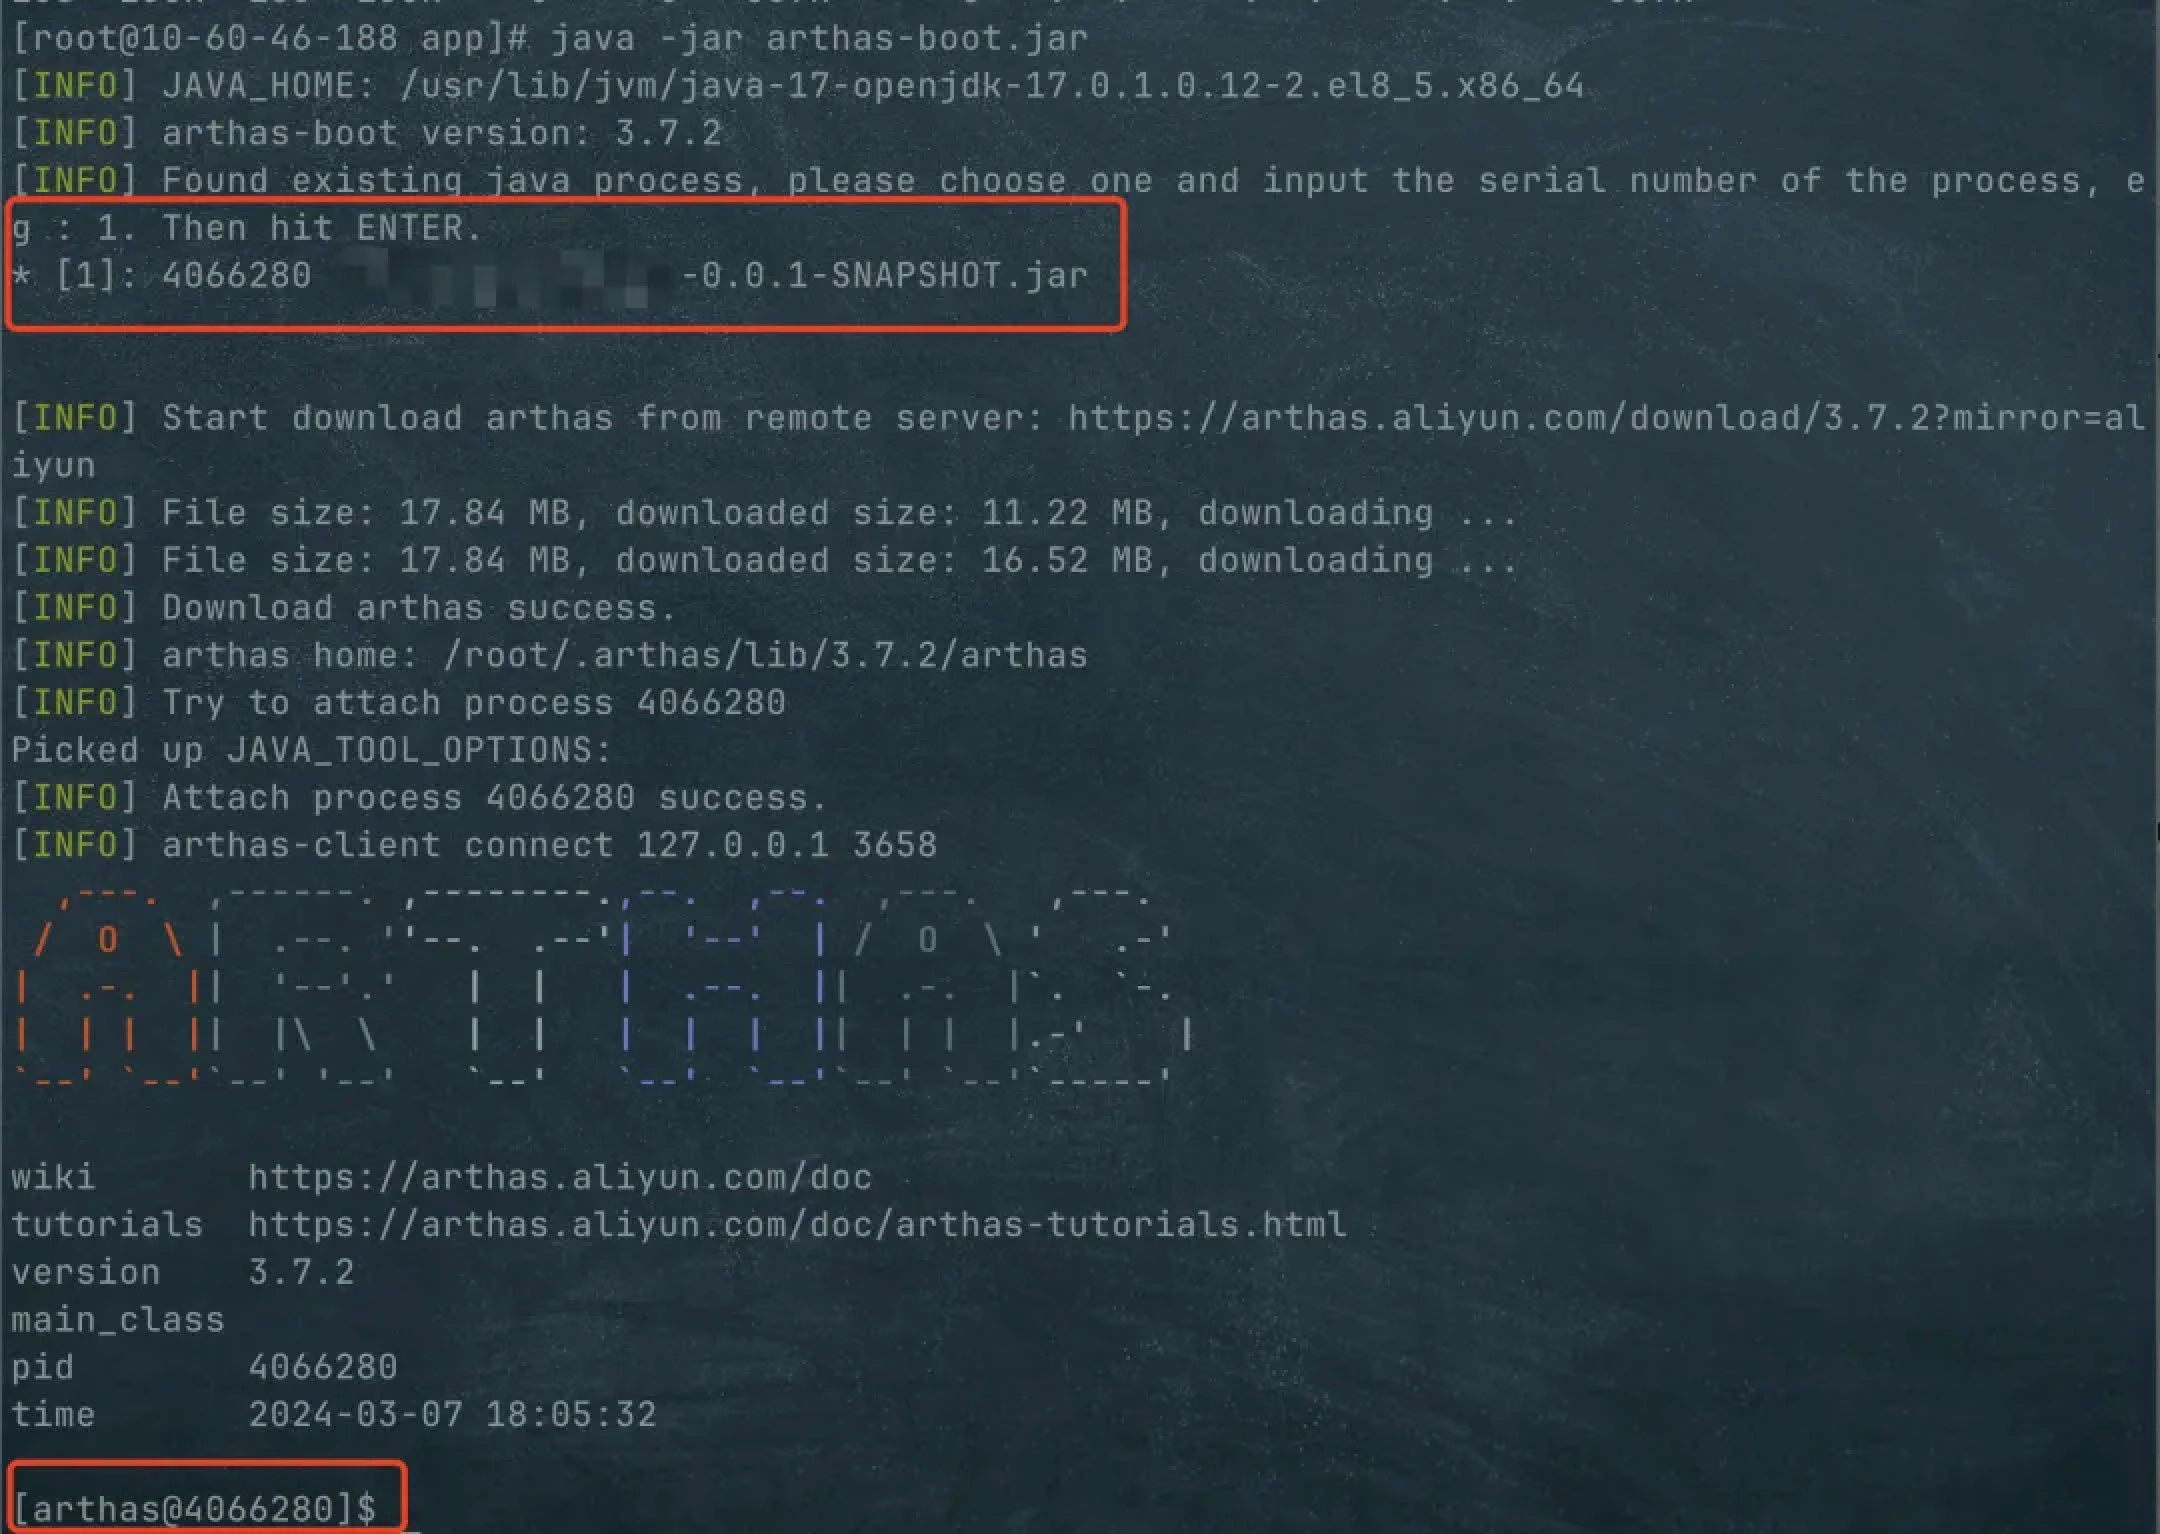 [root@10-60-46-188 app]# java -jar arthas-boot.jar
[INFO] JAVA_HOME: /usr/lib/jvm/java-17-openjdk-17.0.1.0.12-2.el8_5.x86_64
[INFO] arthas-boot version: 3.7.2
[INFO] Found existing java process, please choose one and input the serial number of the process, e
g : 1. Then hit ENTER.
* [1]: 4066280 -0.0.1-SNAPSHOT.jar
[INFO] Start download arthas from remote server: https://arthas.aliyun.com/download/3.7.2?mirror=al
iyun
[INFO] File size: 17.84 MB, downloaded size: 11.22 MB, downloading ...
[INFO] File size: 17.84 MB, downloaded size: 16.52 MB, downloading ...
[INFO] Download arthas success.
[INFO] arthas home: /root/.arthas/lib/3.7.2/arthas
[INFO] Try to attach process 4066280
Picked up JAVA_TOOL_OPTIONS:
[INFO] Attach process 4066280 success.
[INFO] arthas-client connect 127.0.0.1 3658
ARTHAS
wiki https://arthas.aliyun.com/doc
tutorials https://arthas.aliyun.com/doc/arthas-tutorials.html
version 3.7.2
main_class
pid 4066280
time 2024-03-07 18:05:32
[arthas@4066280]$